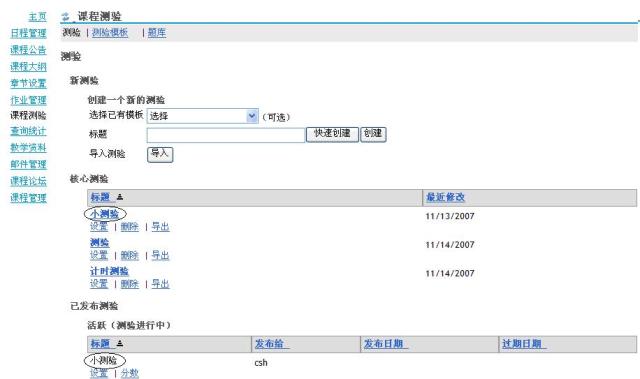 主页
日程管理
课程公告
课程大纲
章节设置
作业管理
课程测验
查询统计
教学资料
邮件管理
课程论坛
课程管理
课程测验
测验 | 测验模板 | 题库
测验
新测验
创建一个新的测验
选择已有模板 选择 (可选)
标题 快速创建 创建
导入测验 导入
核心测验
标题 最近修改
小测验 11/13/2007
设置 | 删除 | 导出
测验 11/14/2007
设置 | 删除 | 导出
计时测验 11/14/2007
设置 | 删除 | 导出
已发布测验
活跃(测验进行中)
标题 发布给 发布日期 过期日期
小测验 csh
设置 | 分数